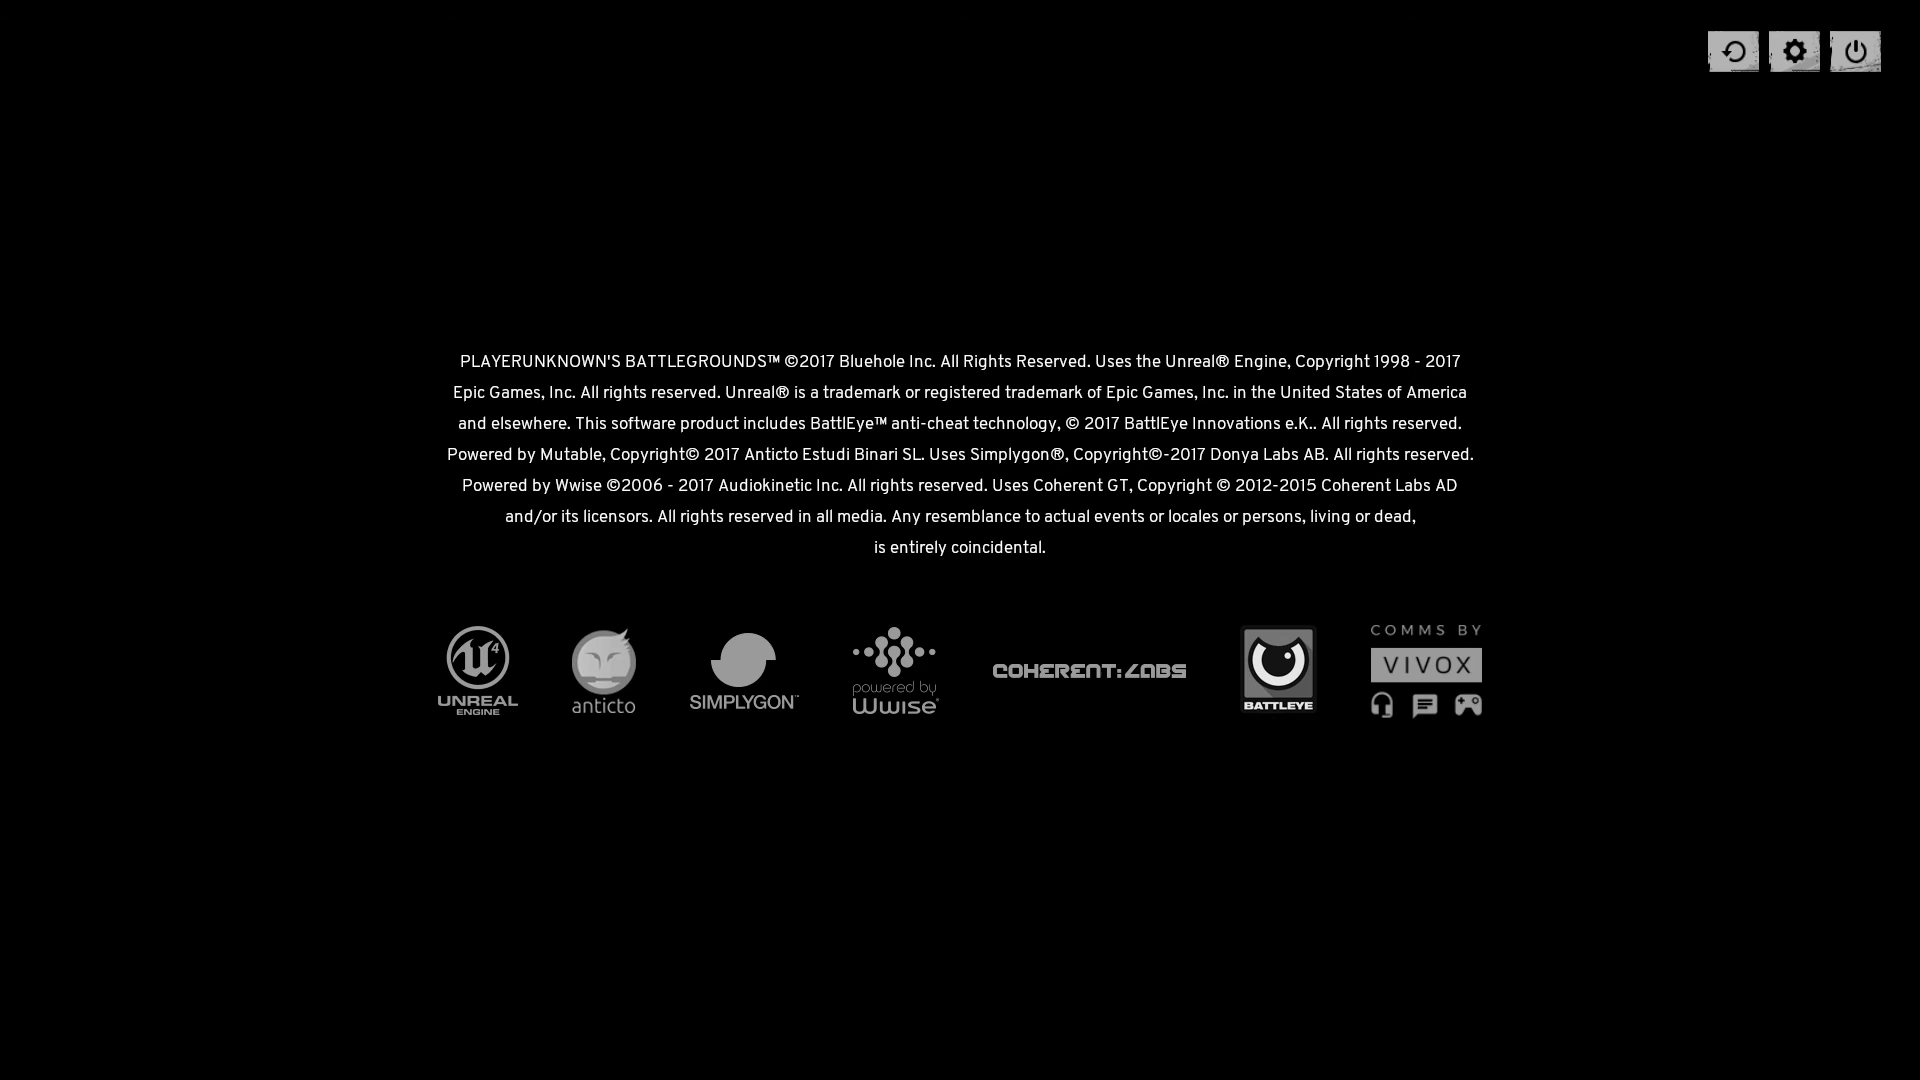 PLAYERUNKNOWN'S BATTLEGROUNDS™ ©2017 Bluehole Inc. All Rights Reserved. Uses the Unreal® Engine, Copyright 1998 - 2017
Epic Games, Inc. All rights reserved. Unreal® is a trademark or registered trademark of Epic Games, Inc. in the United States of America
and elsewhere. This software product includes BattlEye™ anti-cheat technology, © 2017 BattlEye Innovations e.K.. All rights reserved.
Powered by Mutable, Copyright© 2017 Anticto Estudi Binari SL. Uses Simplygon®, Copyright©-2017 Donya Labs AB. All rights reserved.
Powered by Wwise ©2006 - 2017 Audiokinetic Inc. All rights reserved. Uses Coherent GT, Copyright © 2012-2015 Coherent Labs AD
and/or its licensors. All rights reserved in all media. Any resemblance to actual events or locales or persons, living or dead,
is entirely coincidental.
U4
UNREAL
ENGINE
anticto
SIMPLYGON™
powered by
Wwise®
COHERENT:LABS
BATTLEYE
COMMS BY
VIVOX